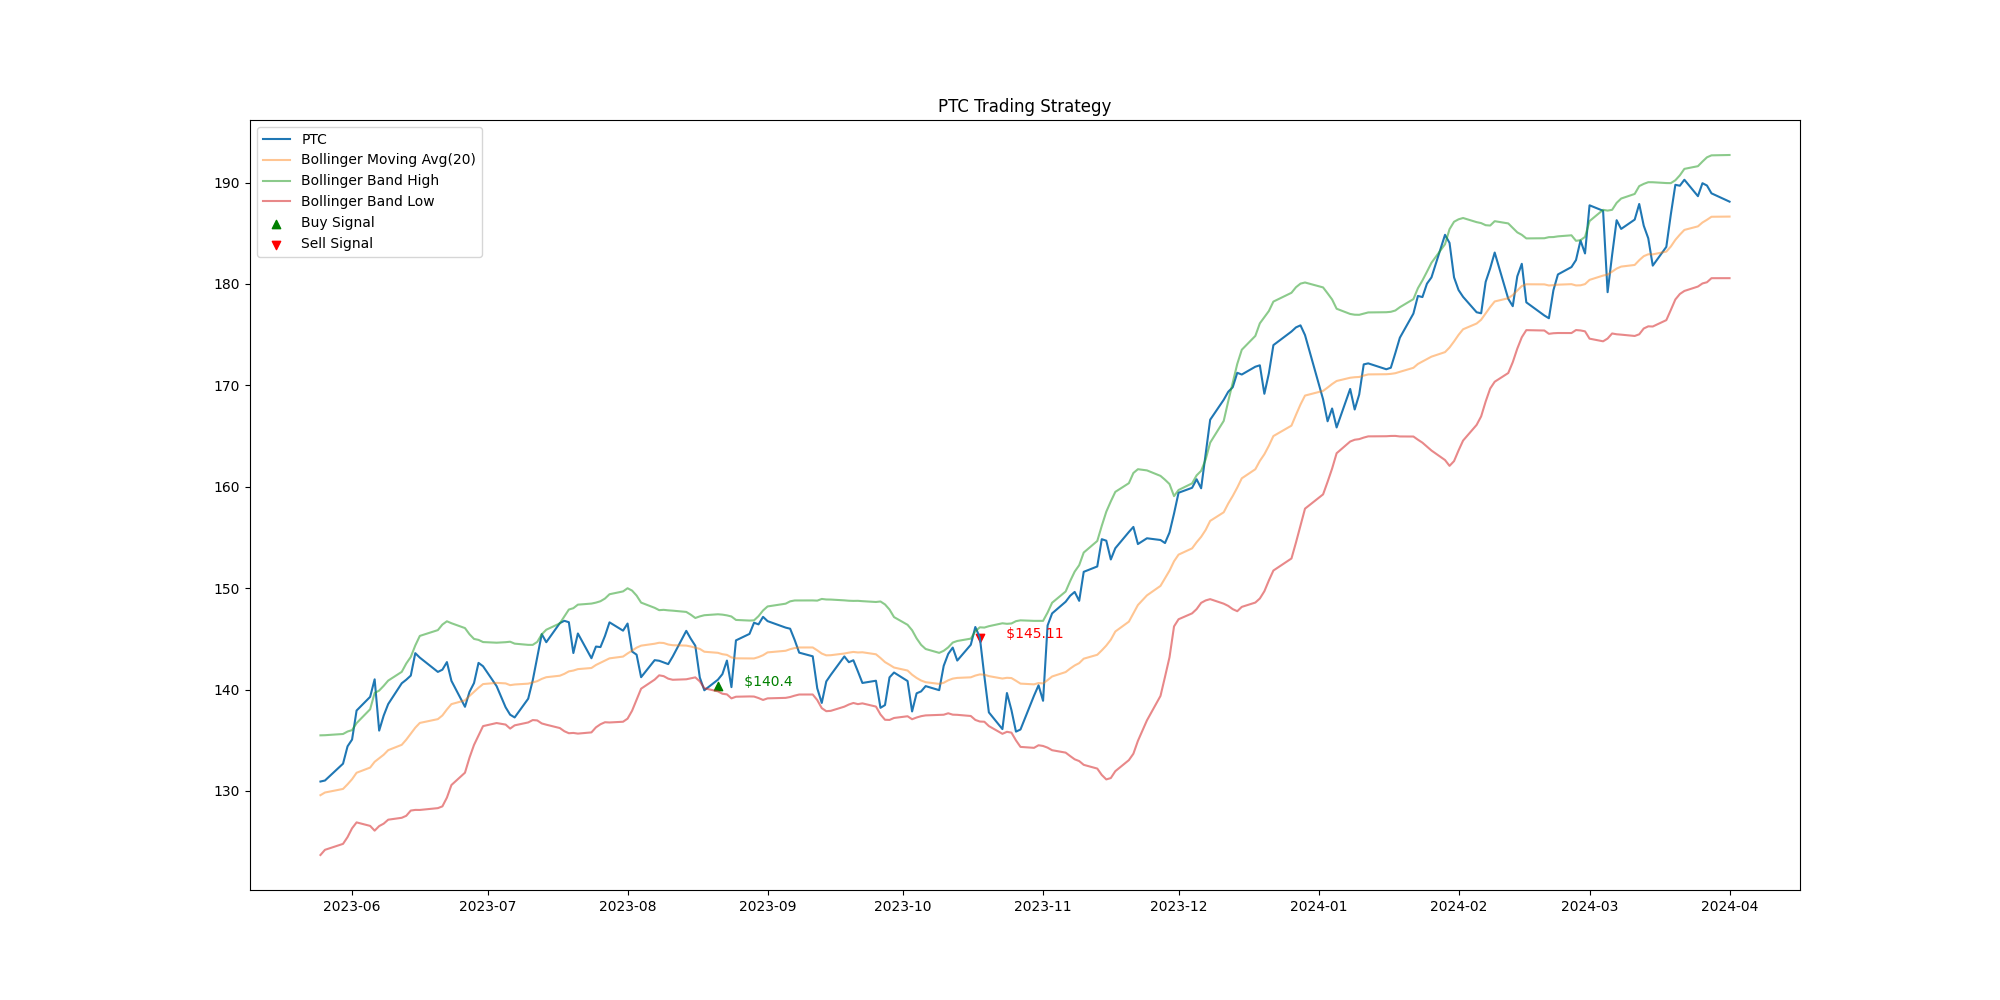 PTC Trading Strategy
PTC
Bollinger Moving Avg(20)
Bollinger Band High
Bollinger Band Low
Buy Signal
Sell Signal
190
180
170
160
150
140
130
$145.11
$140.4
2023-06 2023-07 2023-08 2023-09 2023-10 2023-11 2023-12 2024-01 2024-02 2024-03 2024-04